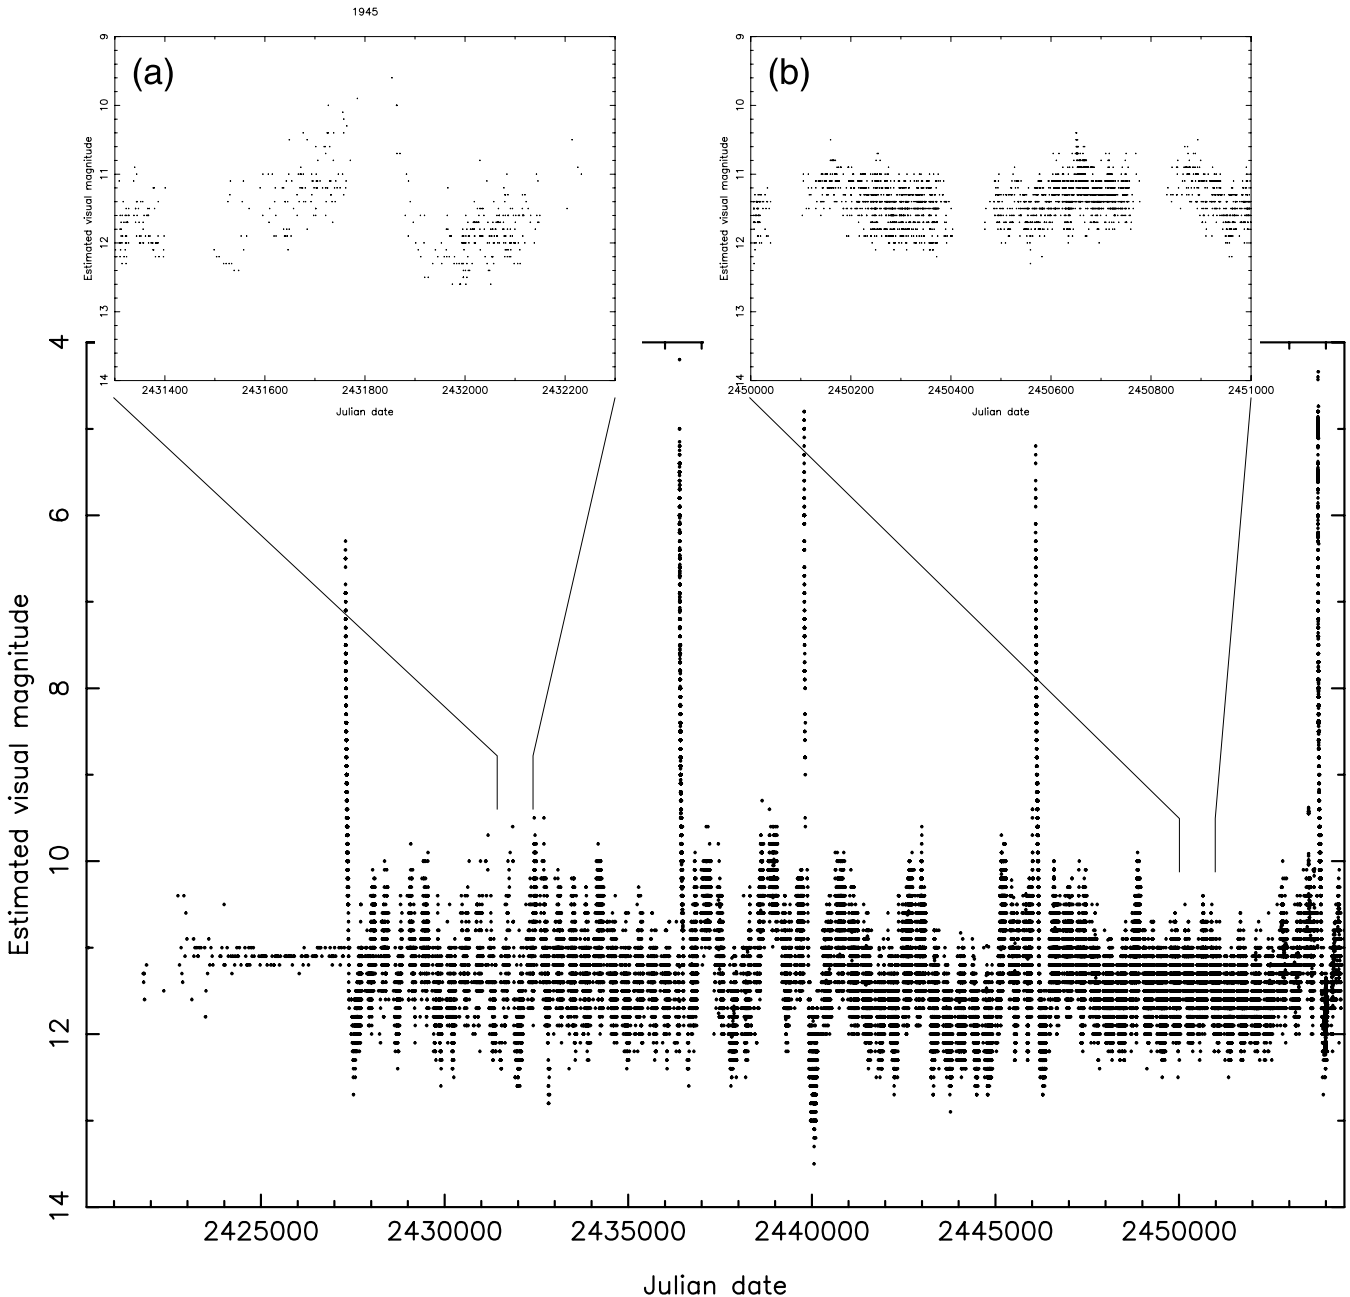 1945
(a)
9
10
11
12
13
14
Estimated visual magnitude
2431400 2431600 2431800 2432000 2432200
Julian date
(b)
9
10
11
12
13
14
Estimated visual magnitude
2450000 2450200 2450400 2450600 2450800 2451000
Julian date
4
6
8
10
12
14
Estimated visual magnitude
2425000 2430000 2435000 2440000 2445000 2450000
Julian date